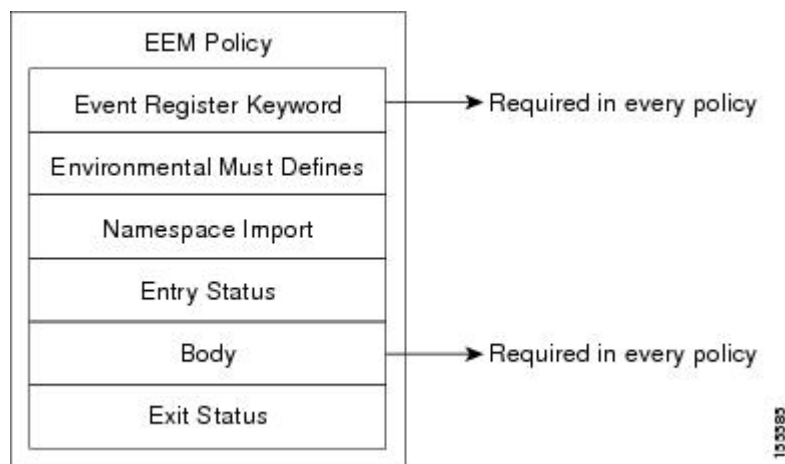 EEM Policy
Event Register Keyword
Required in every policy
Environmental Must Defines
Namespace Import
Entry Status
Body
Required in every policy
Exit Status
155585